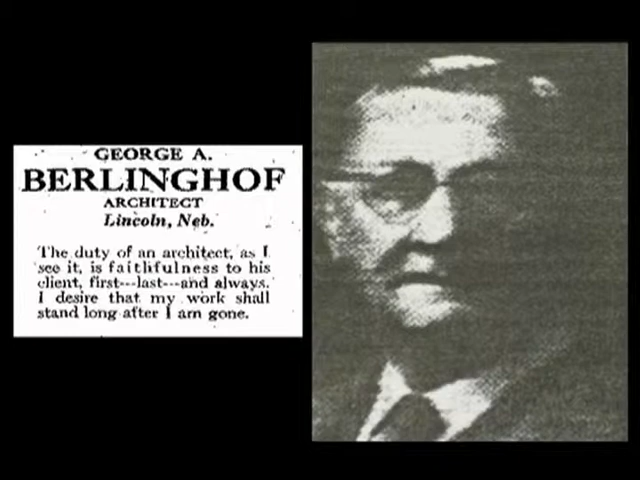 GEORGE A.
BERLINGHOF
ARCHITECT
Lincoln, Neb.
The duty of an architect, as I
see it, is faithfulness to his
client, first---last---and always.
I desire that my work shall
stand long after I am gone.